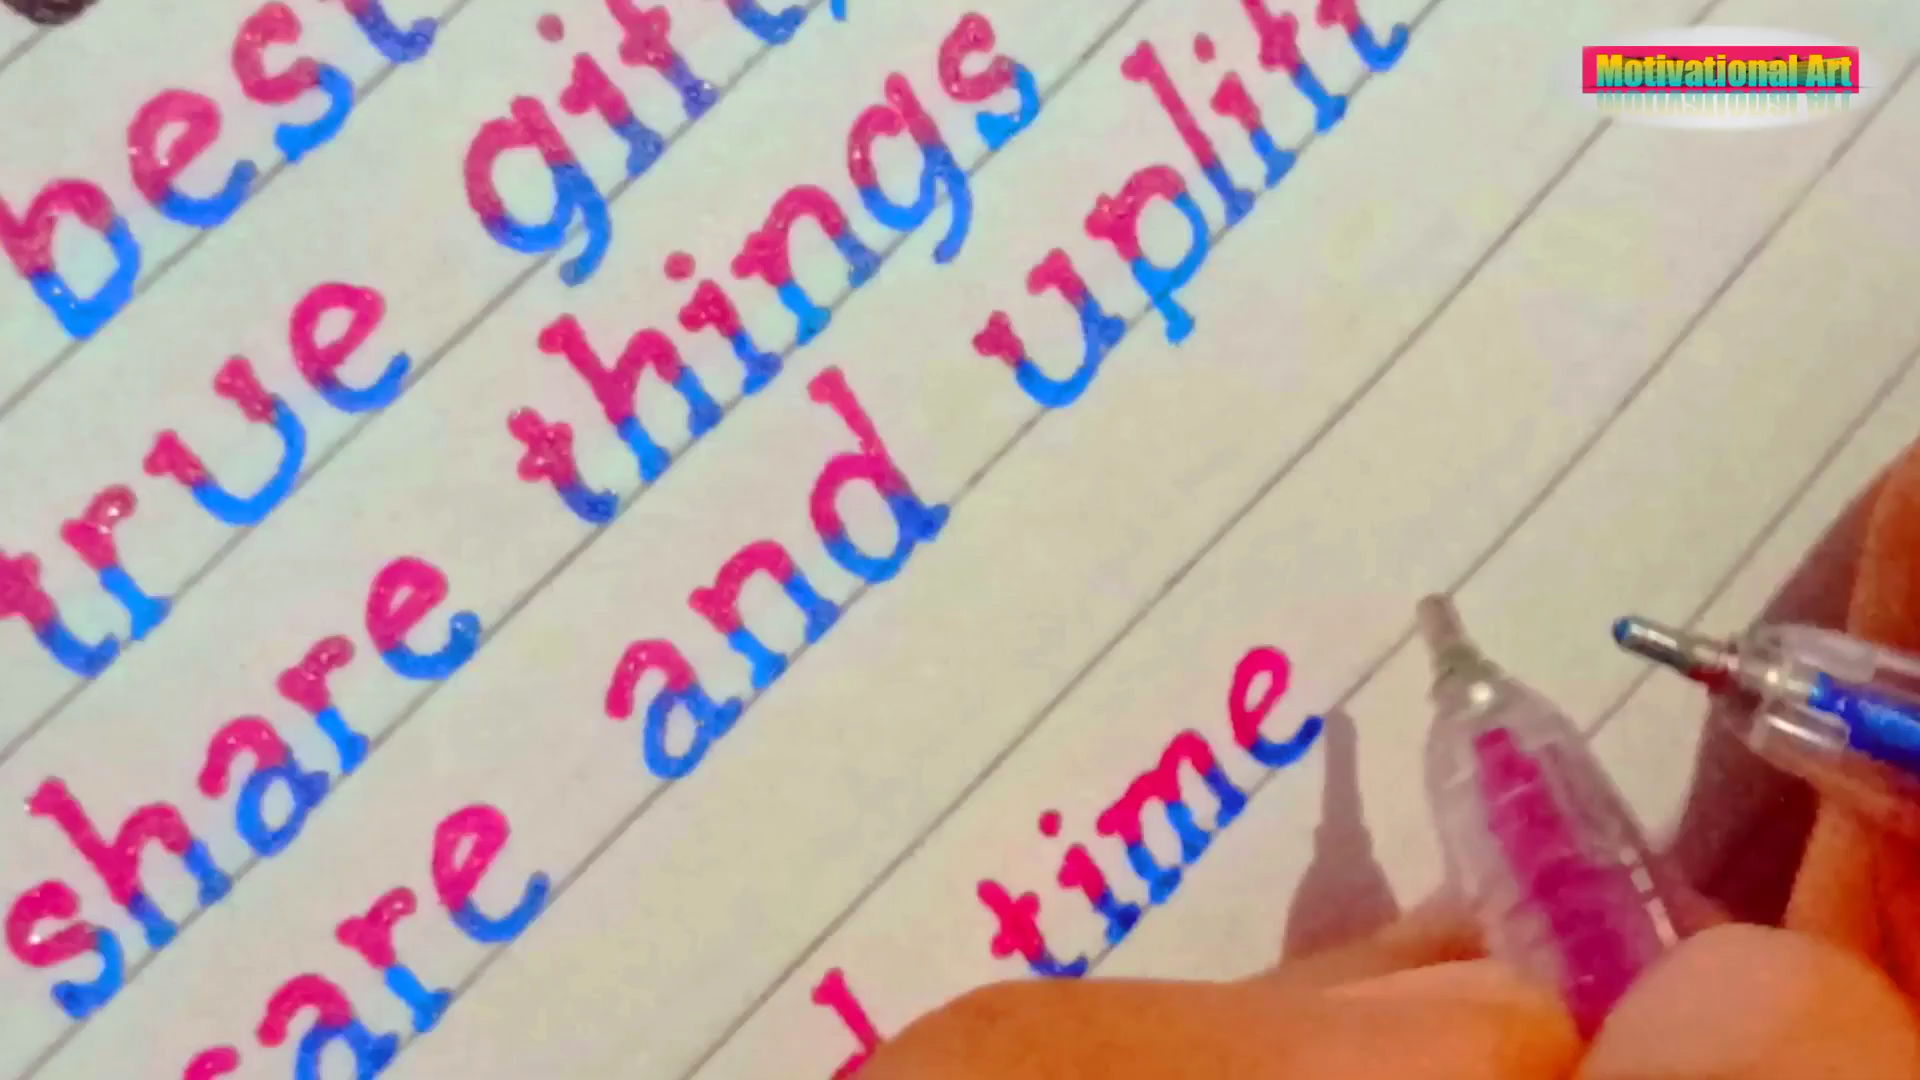 Motivational Art
best
true gift,
share things
care and uplift
time